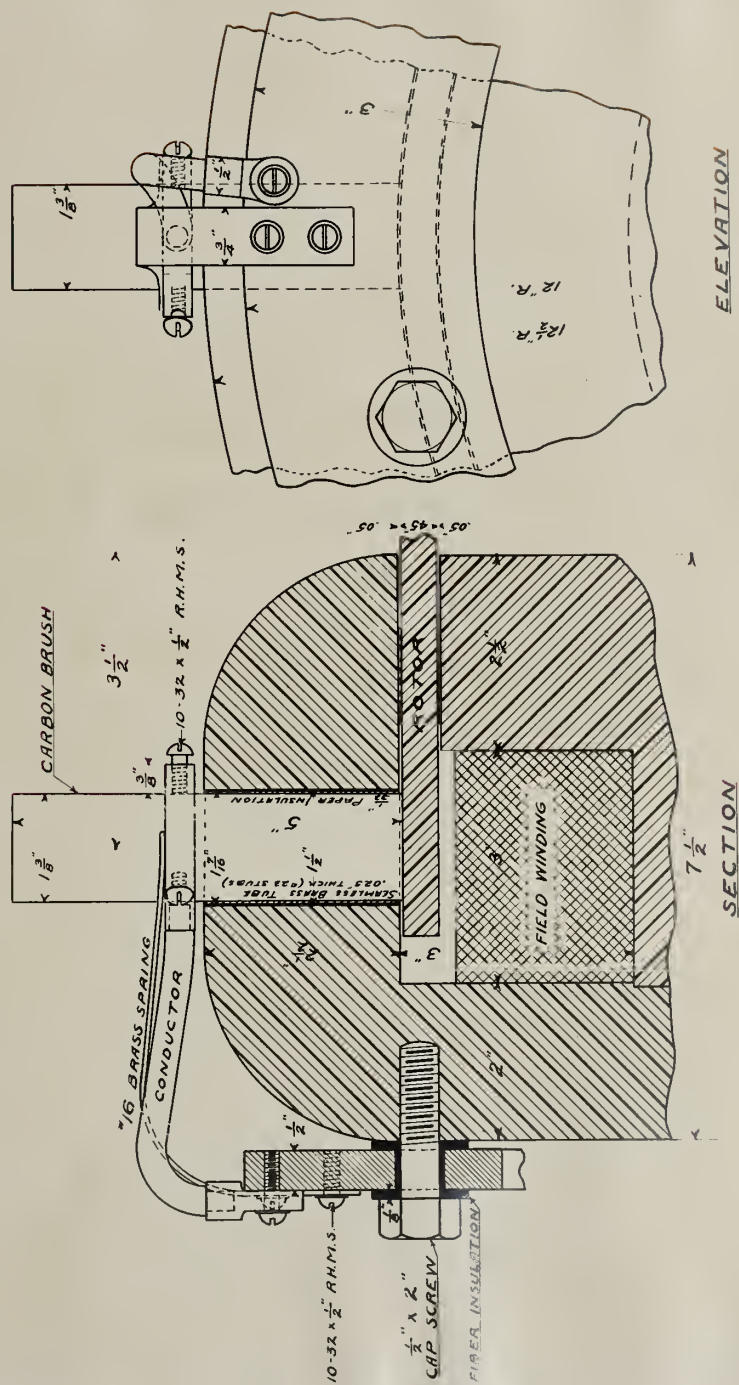 CARBON BRUSH
3 1/2"
10-32 x 1/2" R.H.M.S.
3/8"
1 3/8"
#16 BRASS SPRING
CONDUCTOR
1/32" PAPER INSULATION
5"
1 7/16"
1 1/2"
SEAMLESS BRASS TUBE
.025" THICK (#22 STUBS)
2 1/2"
ROTOR
.05"
.05"
45°
3"
2 1/2"
3"
FIELD WINDING
2"
1/2"
1/8"
10-32 x 1/2" R.H.M.S.
1/2" x 2"
CAP SCREW
FIBER INSULATION
7 1/2"
SECTION
1 3/8"
1/2"
3/4"
3"
12" R.
12 1/2" R.
ELEVATION